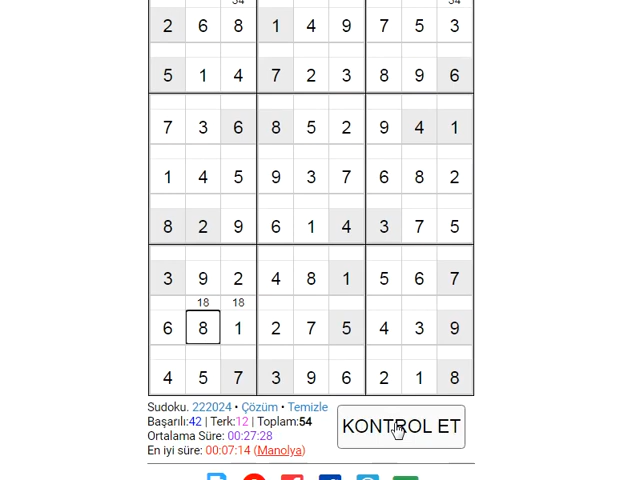 34 34
2 6 8 1 4 9 7 5 3
5 1 4 7 2 3 8 9 6
7 3 6 8 5 2 9 4 1
1 4 5 9 3 7 6 8 2
8 2 9 6 1 4 3 7 5
3 9 2 4 8 1 5 6 7
18 18
6 8 1 2 7 5 4 3 9
4 5 7 3 9 6 2 1 8
Sudoku. 222024 • Çözüm • Temizle
Başarılı:42 | Terk:12 | Toplam:54
Ortalama Süre: 00:27:28
En iyi süre: 00:07:14 (Manolya)
KONTROL ET